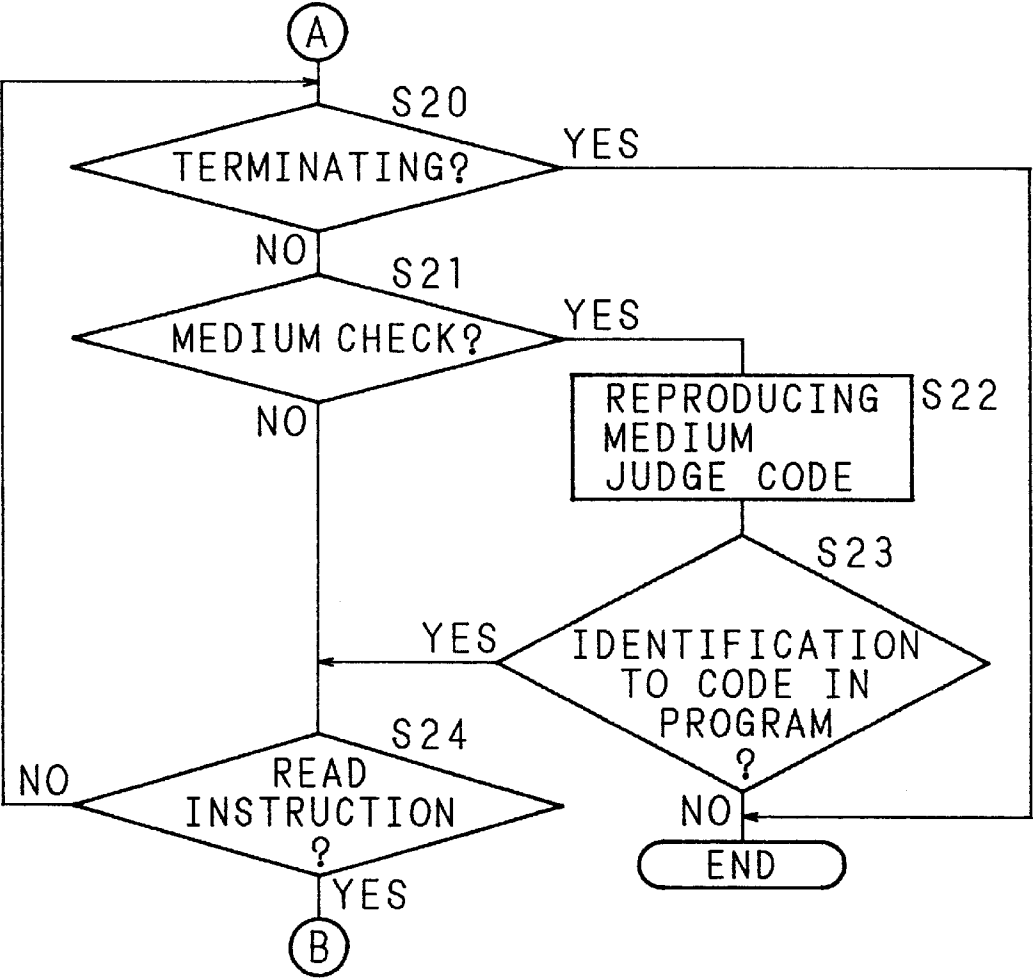 A
S20
TERMINATING?
YES
NO
S21
MEDIUM CHECK?
YES
NO
REPRODUCING
MEDIUM
JUDGE CODE
S22
S23
YES
IDENTIFICATION
TO CODE IN
PROGRAM
?
S24
NO
READ
INSTRUCTION
?
NO
YES
END
B